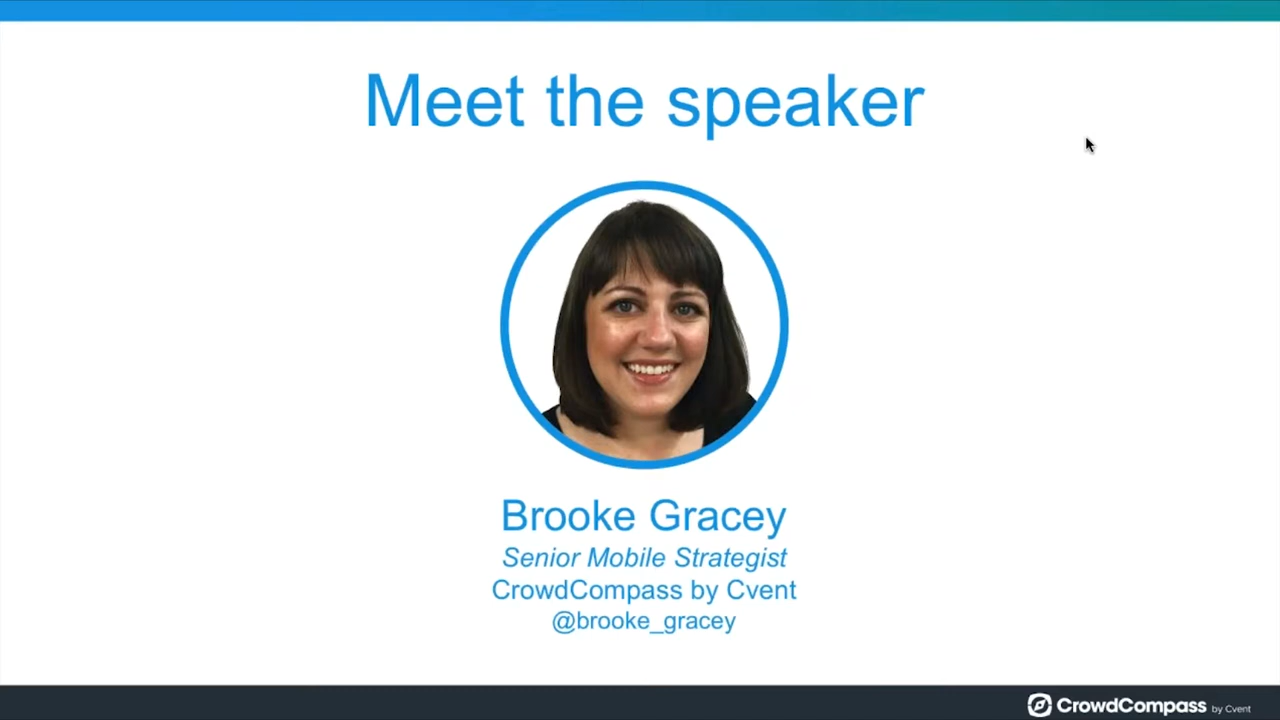 Meet the speaker
Brooke Gracey
Senior Mobile Strategist
CrowdCompass by Cvent
@brooke_gracey
CrowdCompass by Cvent